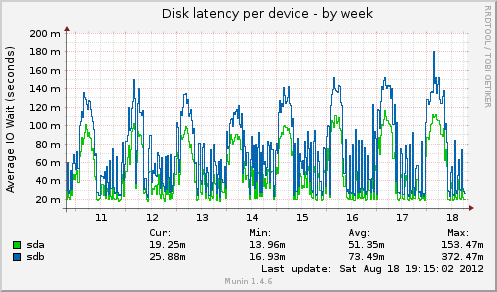 Disk latency per device - by week
RRDTOOL / TOBI OETIKER
Average IO Wait (seconds)
200 m
180 m
160 m
140 m
120 m
100 m
80 m
60 m
40 m
20 m
11 12 13 14 15 16 17 18
Cur: Min: Avg: Max:
sda 19.25m 13.96m 51.35m 153.47m
sdb 25.88m 16.93m 73.49m 372.47m
Last update: Sat Aug 18 19:15:02 2012
Munin 1.4.6